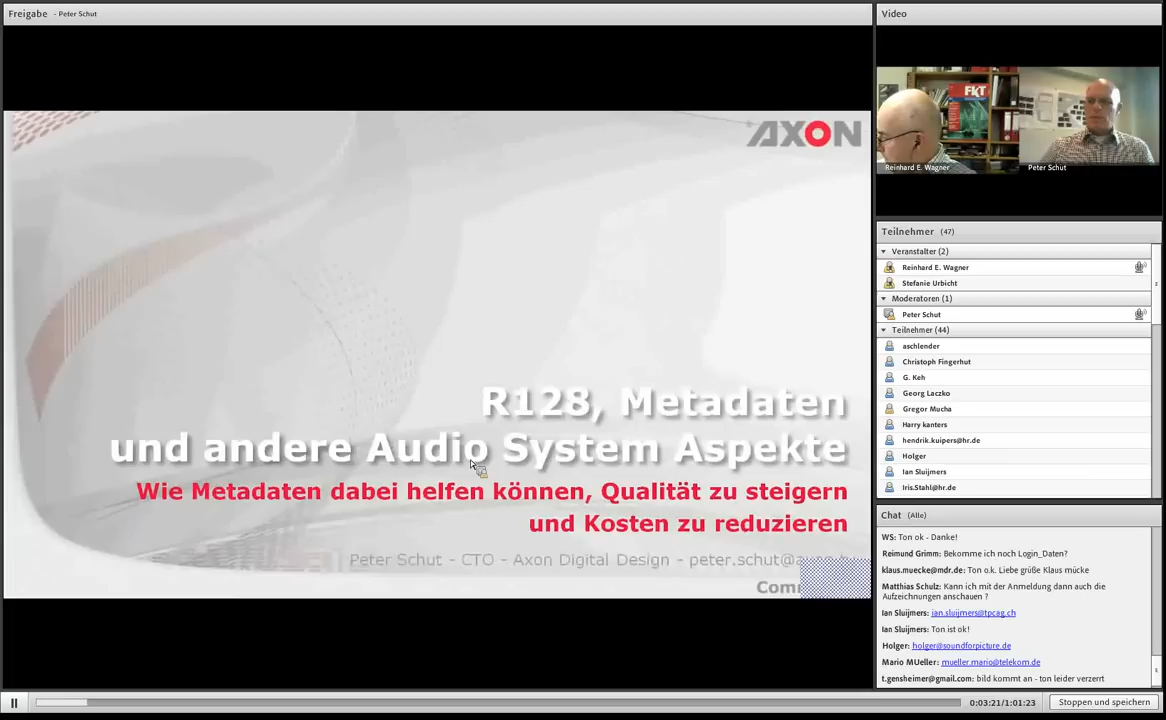 Freigabe - Peter Schut
AXON
R128, Metadaten
und andere Audio System Aspekte
Wie Metadaten dabei helfen können, Qualität zu steigern
und Kosten zu reduzieren
Peter Schut - CTO - Axon Digital Design -
Video
FKT
Reinhard E. Wagner
Peter Schut
Teilnehmer (47)
Veranstalter (2)
Reinhard E. Wagner
Stefanie Urbicht
Moderatoren (1)
Peter Schut
Teilnehmer (44)
aschlender
Christoph Fingerhut
G. Keh
Georg Laczko
Gregor Mucha
Harry kanters
hendrik.kuipers@hr.de
Holger
Ian Sluijmers
Iris.Stahl@hr.de
Chat (Alle)
WS: Ton ok - Danke!
Reimund Grimm: Bekomme ich noch Login_Daten?
klaus.muecke@mdr.de: Ton o.k. Liebe grüße Klaus mücke
Matthias Schulz: Kann ich mit der Anmeldung dann auch die
Aufzeichnungen anschauen ?
Ian Sluijmers: ian.sluijmers@tpcag.ch
Ian Sluijmers: Ton ist ok!
Holger: holger@soundforpicture.de
Mario MUeller: mueller.mario@telekom.de
t.gensheimer@gmail.com: bild kommt an - ton leider verzerrt
0:03:21/1:01:23
Stoppen und speichern